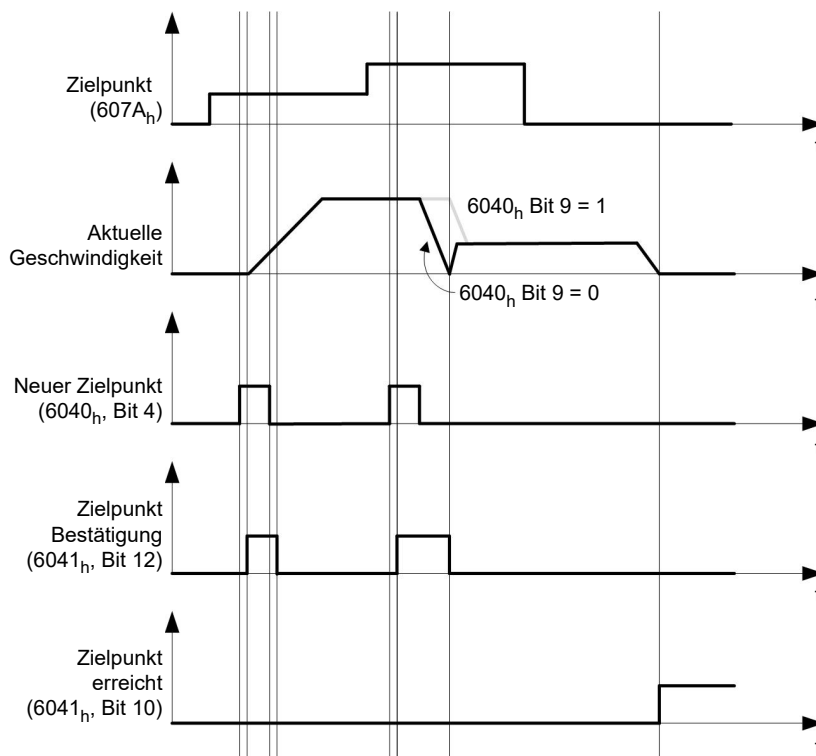 Zielpunkt
(607Aₕ)
6040ₕ Bit 9 = 1
Aktuelle
Geschwindigkeit
6040ₕ Bit 9 = 0
Neuer Zielpunkt
(6040ₕ, Bit 4)
Zielpunkt
Bestätigung
(6041ₕ, Bit 12)
Zielpunkt
erreicht
(6041ₕ, Bit 10)